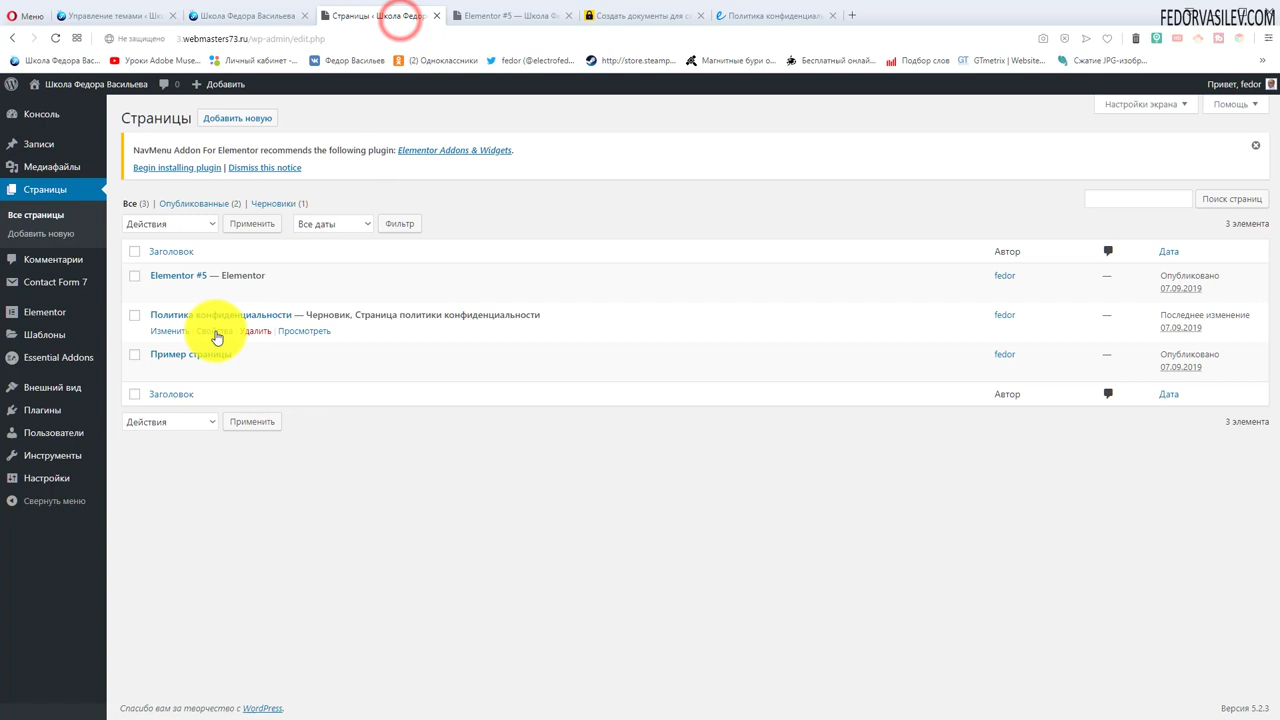 Меню
Управление темами ‹ Шк
Школа Федора Васильева
Страницы ‹ Школа Федор
Elementor #5 — Школа Ф
Создать документы для с
Политика конфиденциаль
FEDORVASILEV.COM
Не защищено
3.webmasters73.ru/wp-admin/edit.php
Школа Федора Вас...
Уроки Adobe Muse...
Личный кабинет -...
Федор Васильев
(2) Одноклассники
fedor (@electrofed...
http://store.steamp...
Магнитные бури о...
Бесплатный онлай...
Подбор слов
GTmetrix | Website...
Сжатие JPG-изобр...
Школа Федора Васильева
0
Добавить
Привет, fedor
Консоль
Записи
Медиафайлы
Страницы
Все страницы
Добавить новую
Комментарии
Contact Form 7
Elementor
Шаблоны
Essential Addons
Внешний вид
Плагины
Пользователи
Инструменты
Настройки
Свернуть меню
Страницы
Добавить новую
Настройки экрана
Помощь
NavMenu Addon For Elementor recommends the following plugin: Elementor Addons & Widgets.
Begin installing plugin | Dismiss this notice
Все (3) | Опубликованные (2) | Черновики (1)
Поиск страниц
Действия
Применить
Все даты
Фильтр
3 элемента
Заголовок
Автор
Дата
Elementor #5 — Elementor
fedor
—
Опубликовано
07.09.2019
Политика конфиденциальности — Черновик, Страница политики конфиденциальности
Изменить | Свойства | Удалить | Просмотреть
fedor
—
Последнее изменение
07.09.2019
Пример страницы
fedor
—
Опубликовано
07.09.2019
Заголовок
Автор
Дата
Действия
Применить
3 элемента
Спасибо вам за творчество с WordPress.
Версия 5.2.3